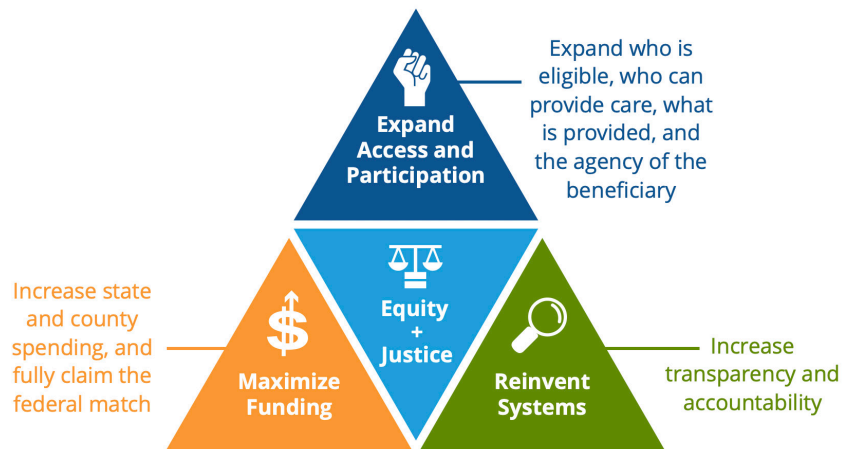 Expand
Access and
Participation
Expand who is
eligible, who can
provide care, what
is provided, and
the agency of the
beneficiary
Equity
+
Justice
Increase state
and county
spending, and
fully claim the
federal match
$
Maximize
Funding
Reinvent
Systems
Increase
transparency and
accountability